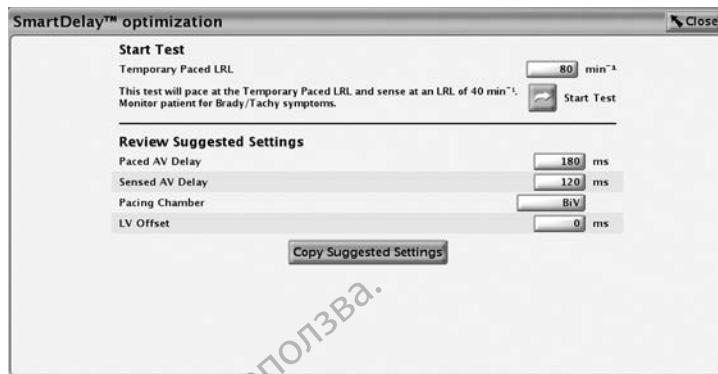 SmartDelay™ optimization
Close
Start Test
Temporary Paced LRL 80 min⁻¹
This test will pace at the Temporary Paced LRL and sense at an LRL of 40 min⁻¹.
Monitor patient for Brady/Tachy symptoms.
Start Test
Review Suggested Settings
Paced AV Delay 180 ms
Sensed AV Delay 120 ms
Pacing Chamber BiV
LV Offset 0 ms
Copy Suggested Settings